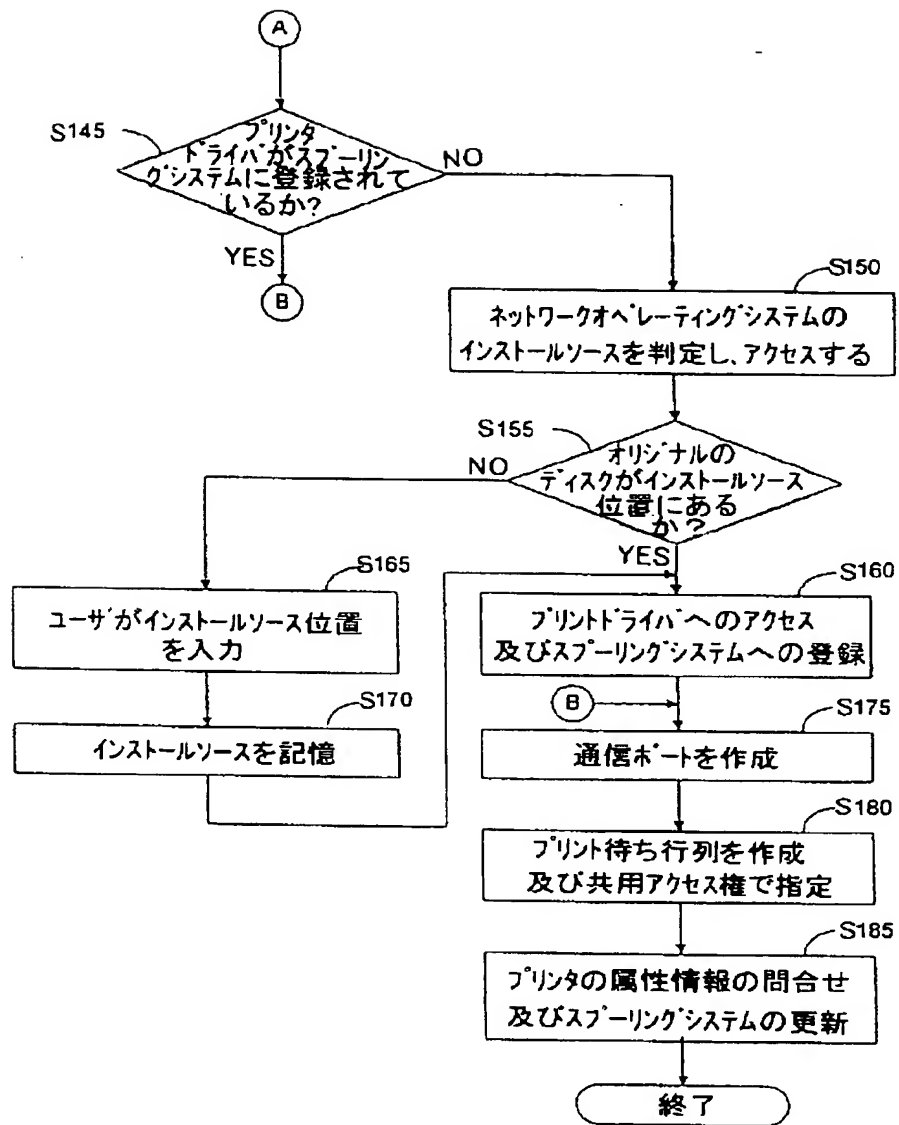 A
S145
プリンタ
ドライバがスプーリン
グシステムに登録されて
いるか?
NO
YES
B
S150
ネットワークオペレーティングシステムの
インストールソースを判定し、アクセスする
S155
オリジナルの
ディスクがインストールソース
位置にある
か?
NO
YES
S165
ユーザがインストールソース位置
を入力
S160
プリントドライバへのアクセス
及びスプーリングシステムへの登録
S170
インストールソースを記憶
B
S175
通信ポートを作成
S180
プリント待ち行列を作成
及び共用アクセス権で指定
S185
プリンタの属性情報の問合せ
及びスプーリングシステムの更新
終了